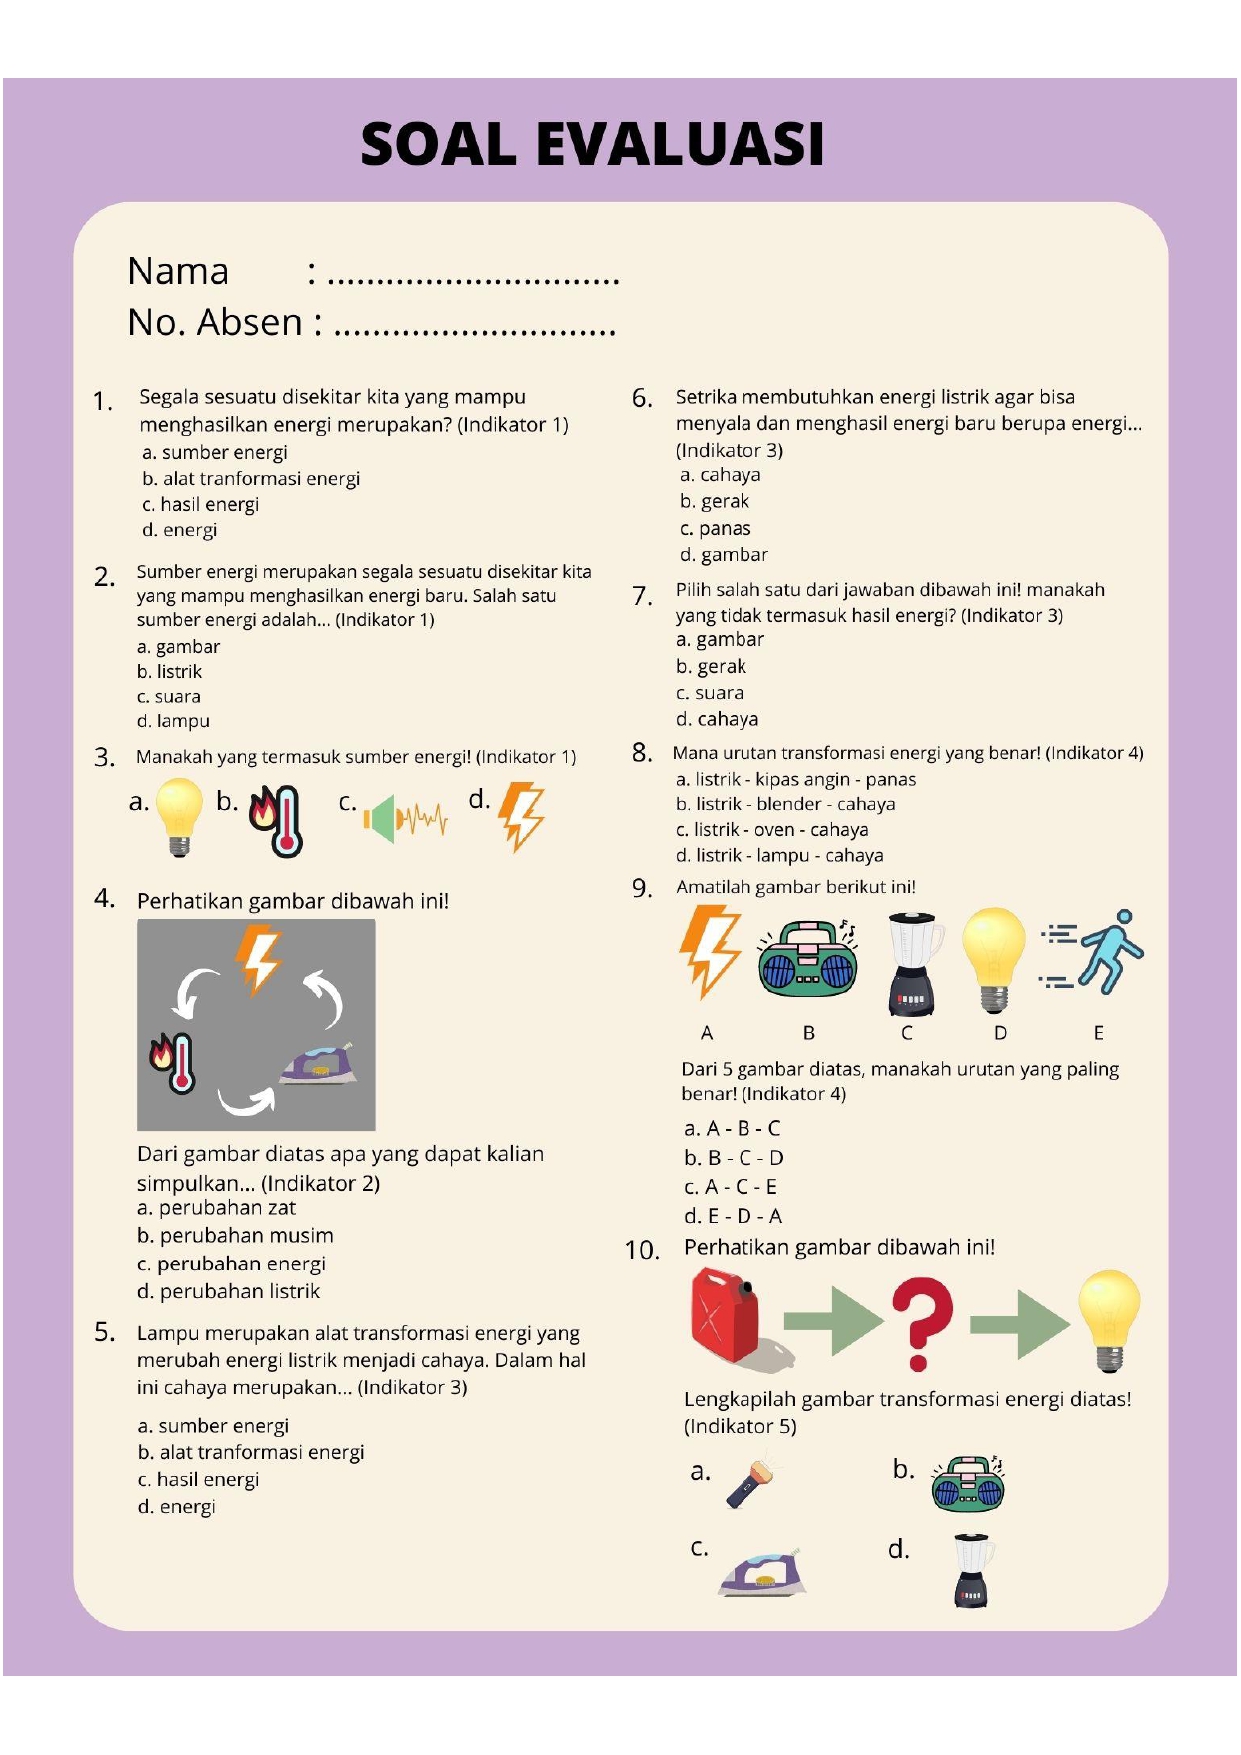 SOAL EVALUASI
Nama : ..............................
No. Absen : .............................
1. Segala sesuatu disekitar kita yang mampu
menghasilkan energi merupakan? (Indikator 1)
a. sumber energi
b. alat tranformasi energi
c. hasil energi
d. energi
2. Sumber energi merupakan segala sesuatu disekitar kita
yang mampu menghasilkan energi baru. Salah satu
sumber energi adalah... (Indikator 1)
a. gambar
b. listrik
c. suara
d. lampu
3. Manakah yang termasuk sumber energi! (Indikator 1)
a. b. c. d.
4. Perhatikan gambar dibawah ini!
Dari gambar diatas apa yang dapat kalian
simpulkan... (Indikator 2)
a. perubahan zat
b. perubahan musim
c. perubahan energi
d. perubahan listrik
5. Lampu merupakan alat transformasi energi yang
merubah energi listrik menjadi cahaya. Dalam hal
ini cahaya merupakan... (Indikator 3)
a. sumber energi
b. alat tranformasi energi
c. hasil energi
d. energi
6. Setrika membutuhkan energi listrik agar bisa
menyala dan menghasil energi baru berupa energi...
(Indikator 3)
a. cahaya
b. gerak
c. panas
d. gambar
7. Pilih salah satu dari jawaban dibawah ini! manakah
yang tidak termasuk hasil energi? (Indikator 3)
a. gambar
b. gerak
c. suara
d. cahaya
8. Mana urutan transformasi energi yang benar! (Indikator 4)
a. listrik - kipas angin - panas
b. listrik - blender - cahaya
c. listrik - oven - cahaya
d. listrik - lampu - cahaya
9. Amatilah gambar berikut ini!
A B C D E
Dari 5 gambar diatas, manakah urutan yang paling
benar! (Indikator 4)
a. A - B - C
b. B - C - D
c. A - C - E
d. E - D - A
10. Perhatikan gambar dibawah ini!
?
Lengkapilah gambar transformasi energi diatas!
(Indikator 5)
a. b.
c. d.